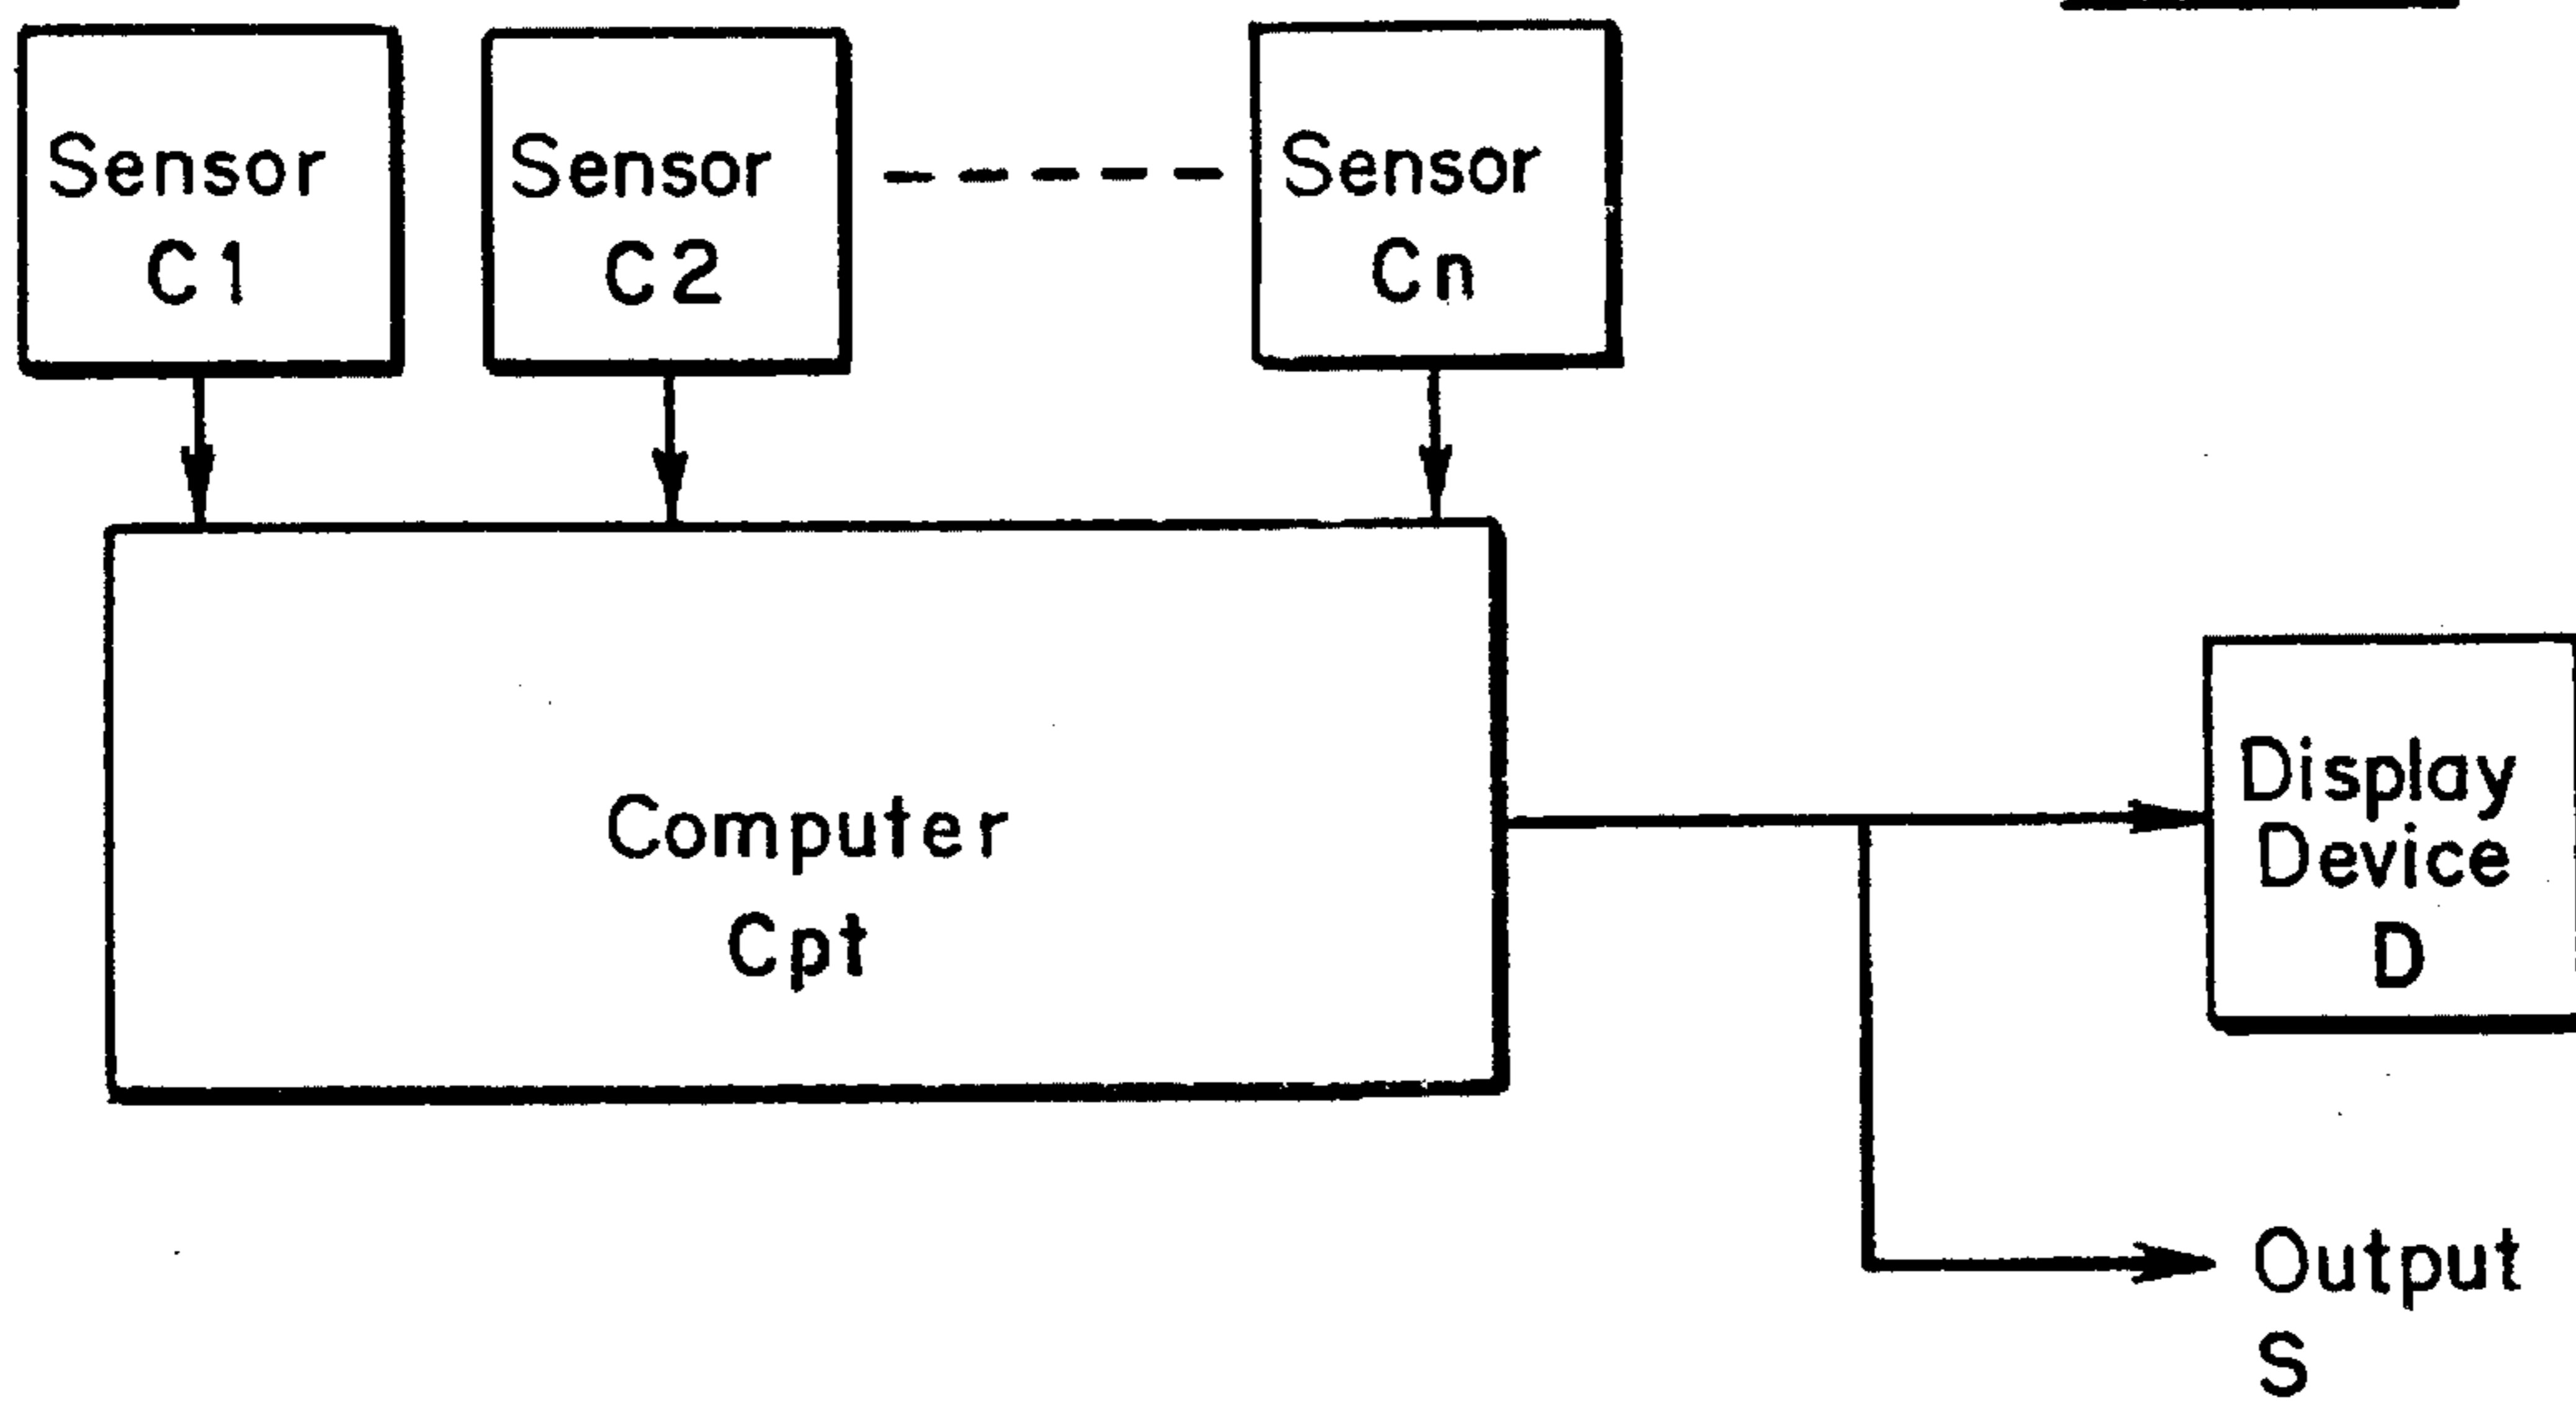 Sensor
C1
Sensor
C2
Sensor
Cn
Computer
Cpt
Display
Device
D
Output
S